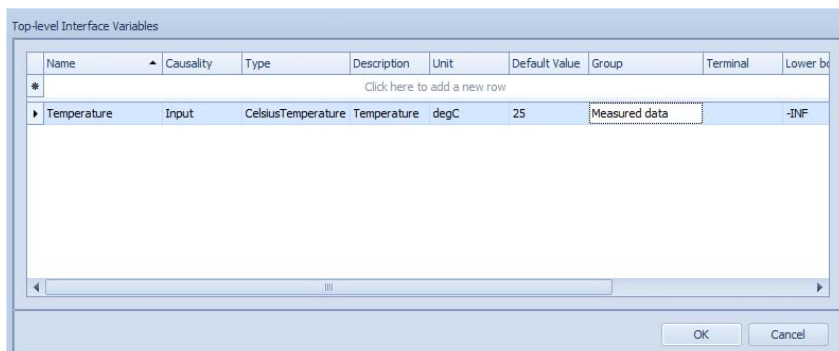 Top-level Interface Variables
Name Causality Type Description Unit Default Value Group Terminal Lower bo
Click here to add a new row
Temperature Input CelsiusTemperature Temperature degC 25 Measured data -INF
OK Cancel